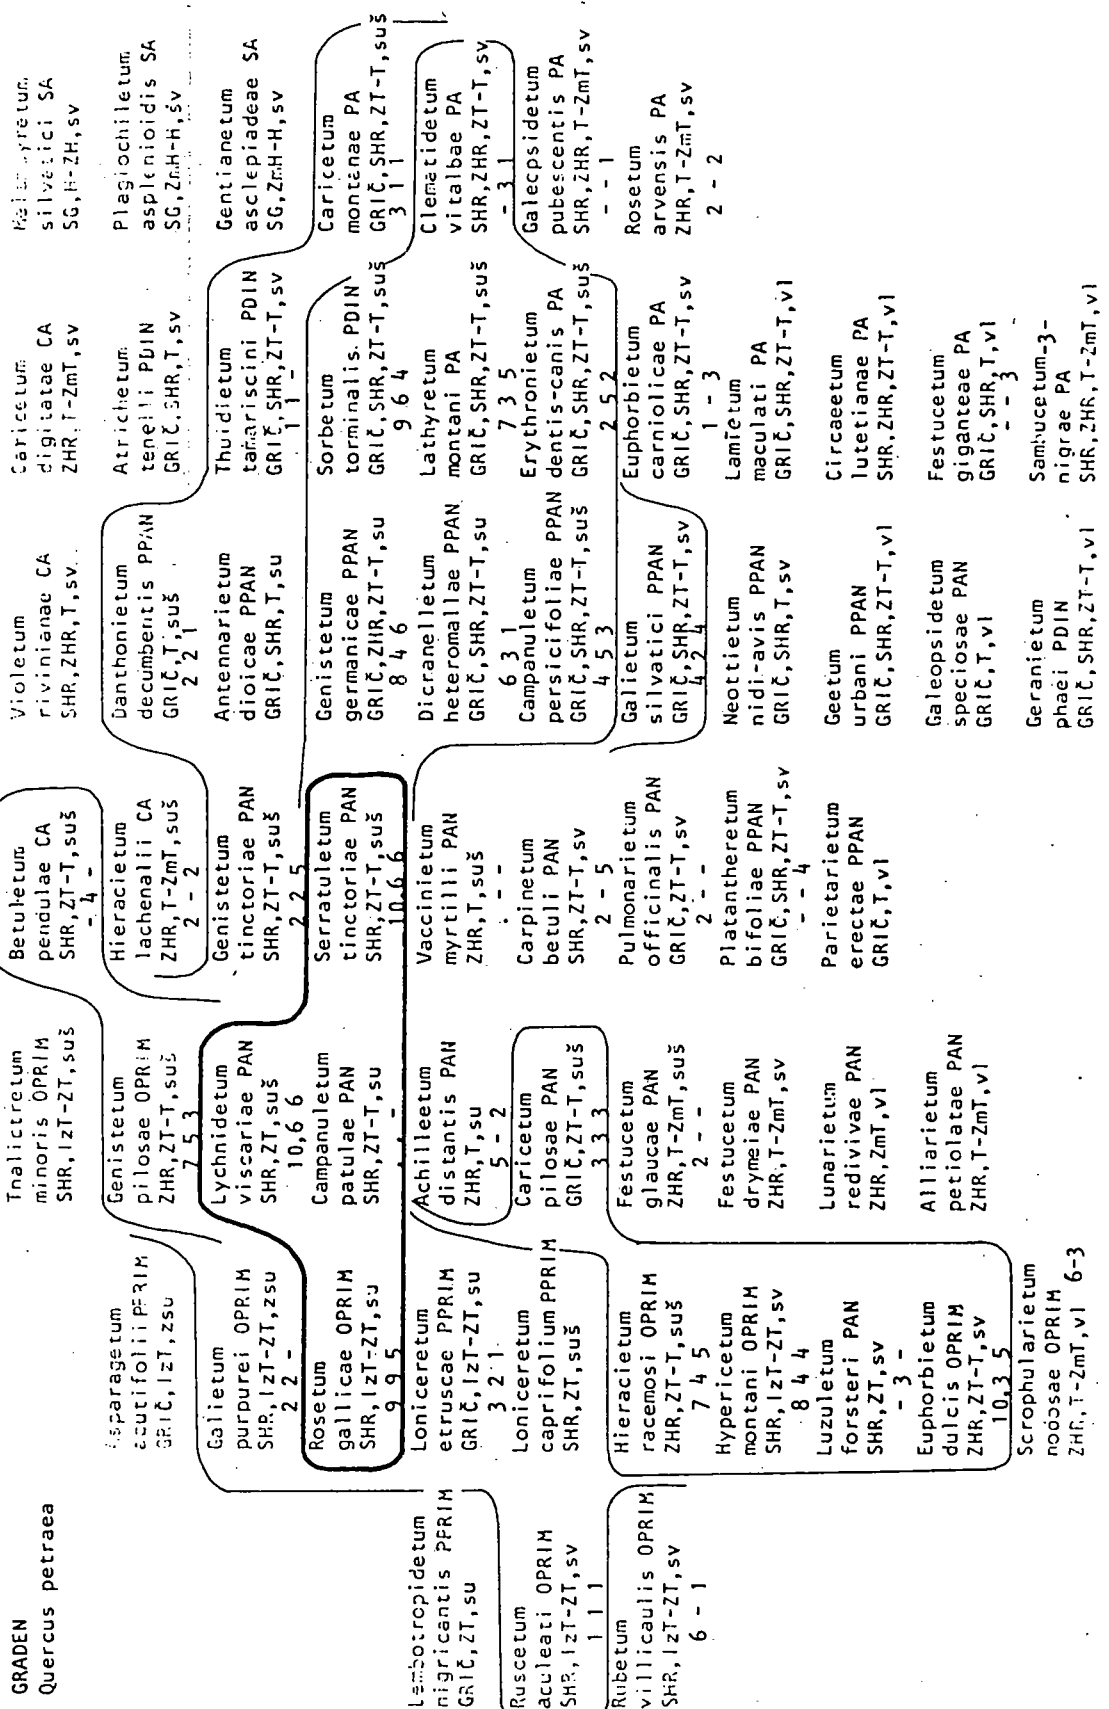 GRADEN
Quercus petraea
nigricantis PPRIM
GRIČ,ZT,su
Ruscetum
aculeati OPRIM
SHR,IzT-ZT,sv
1 1 1
Rubetum
villicaulis OPRIM
SHR,IzT-ZT,sv
6 - 1
GRIČ,IzT,zsu
Galietum
purpurei OPRIM
SHR,IzT-ZT,zsu
2 2 -
Rosetum
gallicae OPRIM
SHR,IzT-ZT,su
9 9 5
Loniceretum
etruscae PPRIM
GRIČ,IzT-ZT,su
3 2 1
Loniceretum
caprifolium PPRIM
SHR,ZT,suš
Hieracietum
racemosi OPRIM
ZHR,ZT-T,suš
7 4 5
Hypericetum
montani OPRIM
SHR,IzT-ZT,sv
8 4 4
Luzuletum
forsteri PAN
SHR,ZT,sv
- 3 -
Euphorbietum
dulcis OPRIM
ZHR,ZT-T,sv
10,3 5
Scrophularietum
nodosae OPRIM
ZHR,T-ZmT,vl 6-3
Thalictretum
minoris OPRIM
SHR,IzT-ZT,suš
Genistetum
pilosae OPRIM
ZHR,ZT-T,suš
7 5 3
Lychnidetum
viscariae PAN
SHR,ZT,suš
10,6 6
Campanuletum
patulae PAN
SHR,ZT-T,su
Achilleetum
distantis PAN
ZHR,T,su
5 - 2
Caricetum
pilosae PAN
GRIČ,ZT-T,suš
3 3 3
Festucetum
glaucae PAN
ZHR,T-ZmT,suš
2 - -
Festucetum
drymeiae PAN
ZHR,T-ZmT,sv
Lunarietum
redivivae PAN
ZHR,ZmT,vl
Alliarietum
petiolatae PAN
ZHR,T-ZmT,vl
Betuletum
pendulae CA
SHR,ZT-T,suš
- 4 -
Hieracietum
lachenalii CA
ZHR,T-ZmT,suš
2 - 2
Genistetum
tinctoriae PAN
SHR,ZT-T,suš
2 2 5
Serratuletum
tinctoriae PAN
SHR,ZT-T,suš
10,6 6
Vaccinietum
myrtilli PAN
ZHR,T,suš
. - -
Carpinetum
betuli PAN
SHR,ZT-T,sv
2 - 5
Pulmonarietum
officinalis PAN
GRIČ,ZT-T,sv
2 - -
Platantheretum
bifoliae PPAN
GRIČ,SHR,ZT-T,sv
- - 4
Parietarietum
erectae PPAN
GRIČ,T,vl
Violetum
rivinianae CA
SHR,ZHR,T,sv
Danthonietum
decumbentis PPAN
GRIČ,T,suš
2 2 1
Antennarietum
dioicae PPAN
GRIČ,SHR,T,su
Genistetum
germanicae PPAN
GRIČ,ZHR,ZT-T,su
8 4 6
Dicranelletum
heteromallae PPAN
GRIČ,SHR,ZT-T,su
6 3 1
Campanuletum
persicifoliae PPAN
GRIČ,SHR,ZT-T,suš
4 5 3
Galietum
silvatici PPAN
GRIČ,SHR,ZT-T,sv
4 2 4
Neottietum
nidi-avis PPAN
GRIČ,SHR,T,sv
Geetum
urbani PPAN
GRIČ,SHR,ZT-T,vl
Galeopsidetum
speciosae PAN
GRIČ,T,vl
Geranietum
phaei PDIN
GRIČ,SHR,ZT-T,vl
Caricetum
digitatae CA
ZHR,T-ZmT,sv
Atrichetum
tenelli PDIN
GRIČ,SHR,T,sv
Thuidietum
tamariscini PDIN
GRIČ,SHR,ZT-T,sv
1 1 -
Sorbetum
torminalis PDIN
GRIČ,SHR,ZT-T,suš
9 6 4
Lathyretum
montani PA
GRIČ,SHR,ZT-T,suš
7 3 5
Erythronietum
dentis-canis PA
GRIČ,SHR,ZT-T,suš
2 5 2
Euphorbietum
carniolicae PA
GRIČ,SHR,ZT-T,sv
1 - 3
Lamietum
maculati PA
GRIČ,SHR,ZT-T,vl
Circaeetum
lutetianae PA
SHR,ZHR,ZT-T,vl
Festucetum
giganteae PA
GRIČ,SHR,T,vl
- - 3
Sambucetum-3-
nigrae PA
SHR,ZHR,T-ZmT,vl
silvatici SA
SG,H-ZH,sv
Plagiochiletum
asplenioidis SA
SG,ZmH-H,sv
Gentianetum
asclepiadeae SA
SG,ZmH-H,sv
Caricetum
montanae PA
GRIČ,SHR,ZT-T,suš
3 1 1
Clematidetum
vitalbae PA
SHR,ZHR,ZT-T,sv
- 3 1
Galeopsidetum
pubescentis PA
SHR,ZHR,T-ZmT,sv
- - 1
Rosetum
arvensis PA
ZHR,T-ZmT,sv
2 - 2